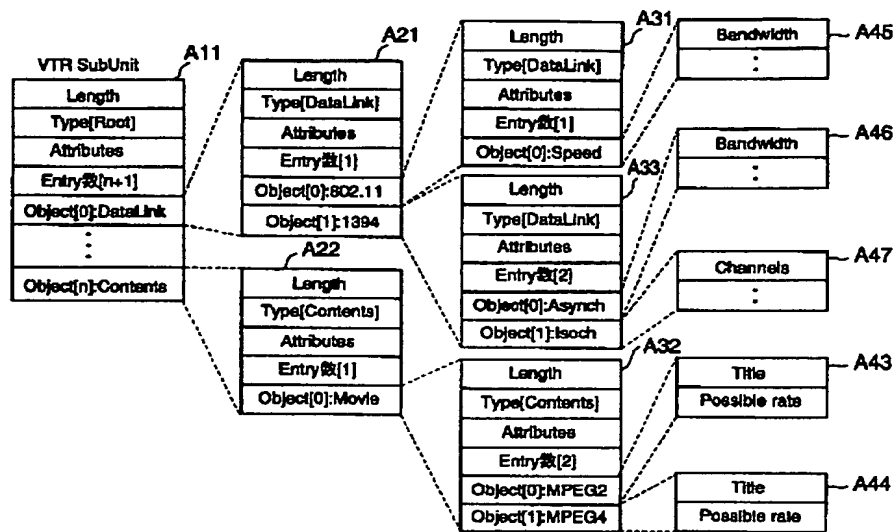 VTR SubUnit
A11
Length
Type[Root]
Attributes
Entry数[n+1]
Object[0]:DataLink
Object[n]:Contents
A21
Length
Type[DataLink]
Attributes
Entry数[1]
Object[0]:802.11
Object[1]:1394
A22
Length
Type[Contents]
Attributes
Entry数[1]
Object[0]:Movie
A31
Length
Type[DataLink]
Attributes
Entry数[1]
Object[0]:Speed
A33
Length
Type[DataLink]
Attributes
Entry数[2]
Object[0]:Asynch
Object[1]:Isoch
A32
Length
Type[Contents]
Attributes
Entry数[2]
Object[0]:MPEG2
Object[1]:MPEG4
A45
Bandwidth
A46
Bandwidth
A47
Channels
A43
Title
Possible rate
A44
Title
Possible rate